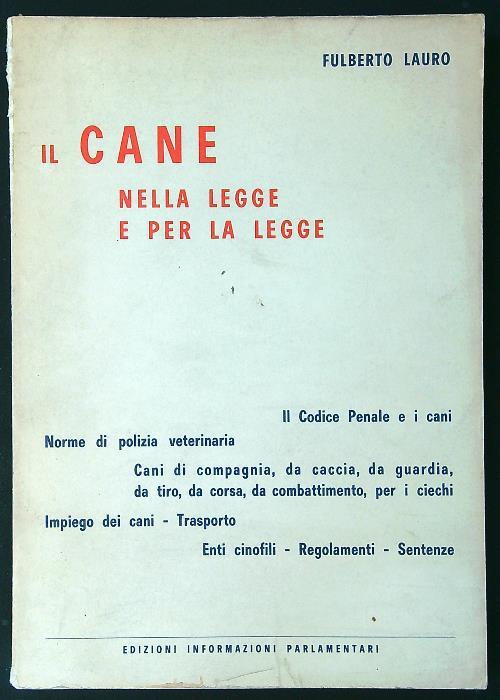 FULBERTO LAURO
IL CANE
NELLA LEGGE
E PER LA LEGGE
Il Codice Penale e i cani
Norme di polizia veterinaria
Cani di compagnia, da caccia, da guardia,
da tiro, da corsa, da combattimento, per i ciechi
Impiego dei cani - Trasporto
Enti cinofili - Regolamenti - Sentenze
EDIZIONI INFORMAZIONI PARLAMENTARI